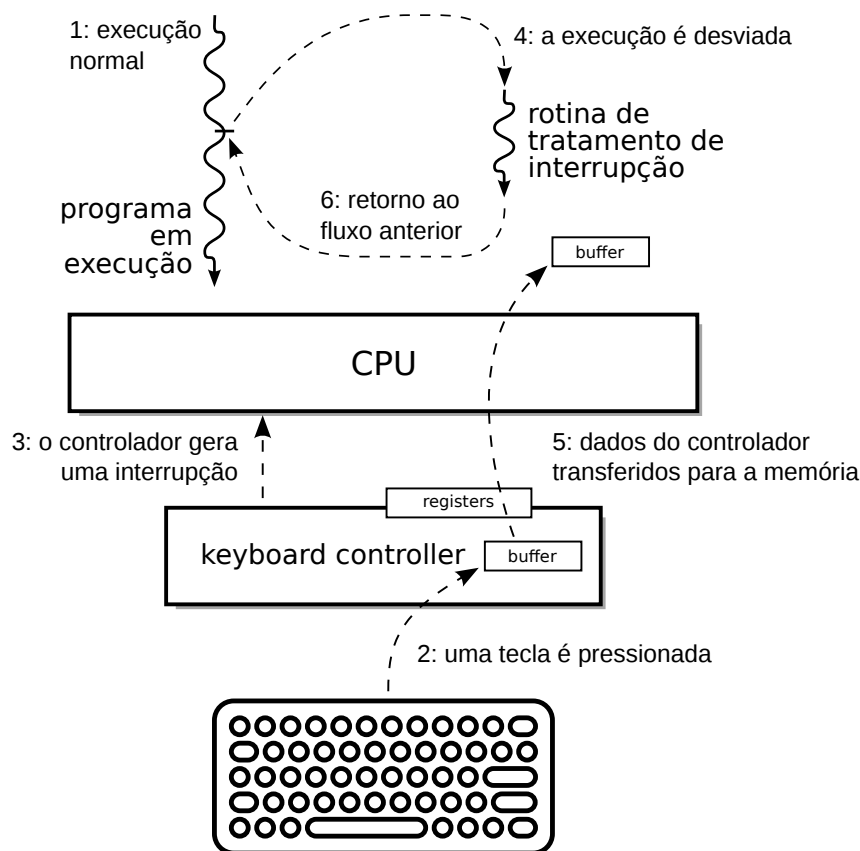 1: execução
normal
4: a execução é desviada
rotina de
tratamento de
interrupção
6: retorno ao
fluxo anterior
programa
em
execução
buffer
CPU
3: o controlador gera
uma interrupção
5: dados do controlador
transferidos para a memória
registers
keyboard controller
buffer
2: uma tecla é pressionada